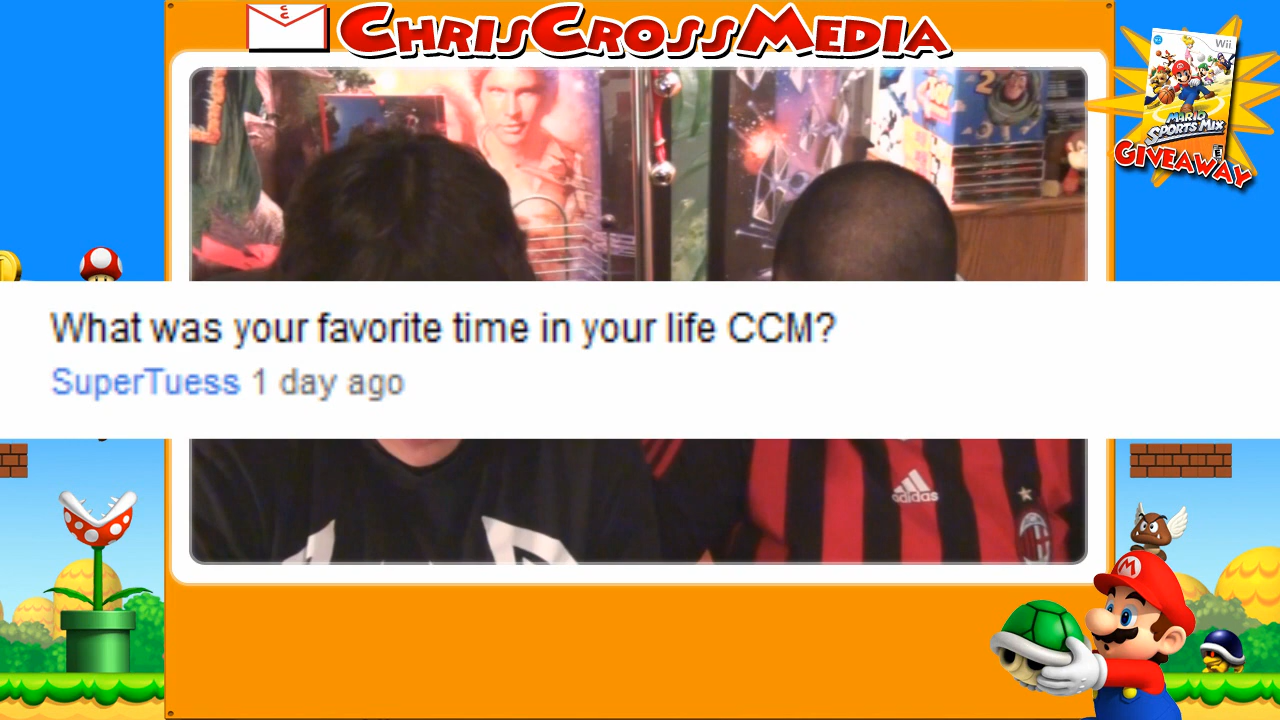 CHRISCROSSMEDIA
Wii
MARIO
SPORTS MIX
GIVEAWAY
2
What was your favorite time in your life CCM?
SuperTuess 1 day ago
adidas
M